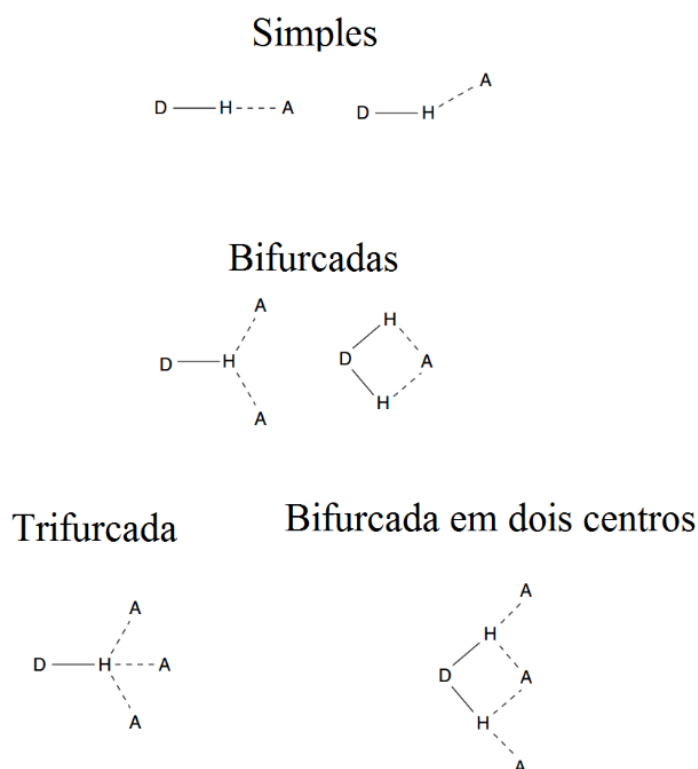 Simples
D H A D H A
Bifurcadas
A
D H
A
H
D A
H
Trifurcada
Bifurcada em dois centros
A
D H A
A
A
H
D A
H
A